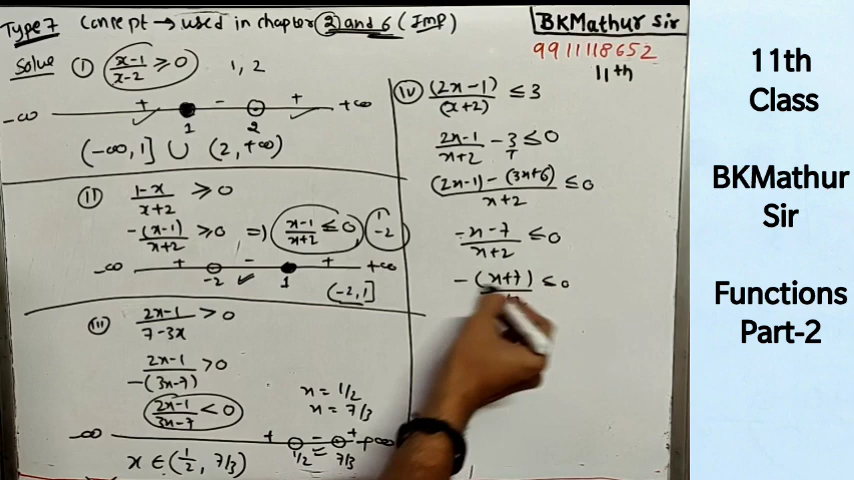 Type 7 Concept → used in chapter 2 and 6 (Imp)
BKMathur Sir
9911118652
11th
Solve (i) (x-1)/(x-2) ≥ 0 1, 2
-∞ + - + +∞
1 2
(-∞, 1] ∪ (2, +∞)
(ii) (1-x)/(x+2) ≥ 0
-(x-1)/(x+2) ≥ 0 => (x-1)/(x+2) ≤ 0 1
-2
-∞ + - + +∞
-2 1
(-2, 1]
(iii) (2x-1)/(7-3x) > 0
(2x-1)/-(3x-7) > 0
(2x-1)/(3x-7) < 0
x = 1/2
x = 7/3
-∞ + - + +∞
1/2 7/3
x ∈ (1/2, 7/3)
(iv) (2x-1)/(x+2) ≤ 3
(2x-1)/(x+2) - 3/1 ≤ 0
((2x-1) - (3x+6))/(x+2) ≤ 0
(-x-7)/(x+2) ≤ 0
-(x+7) ≤ 0
11th
Class
BKMathur
Sir
Functions
Part-2